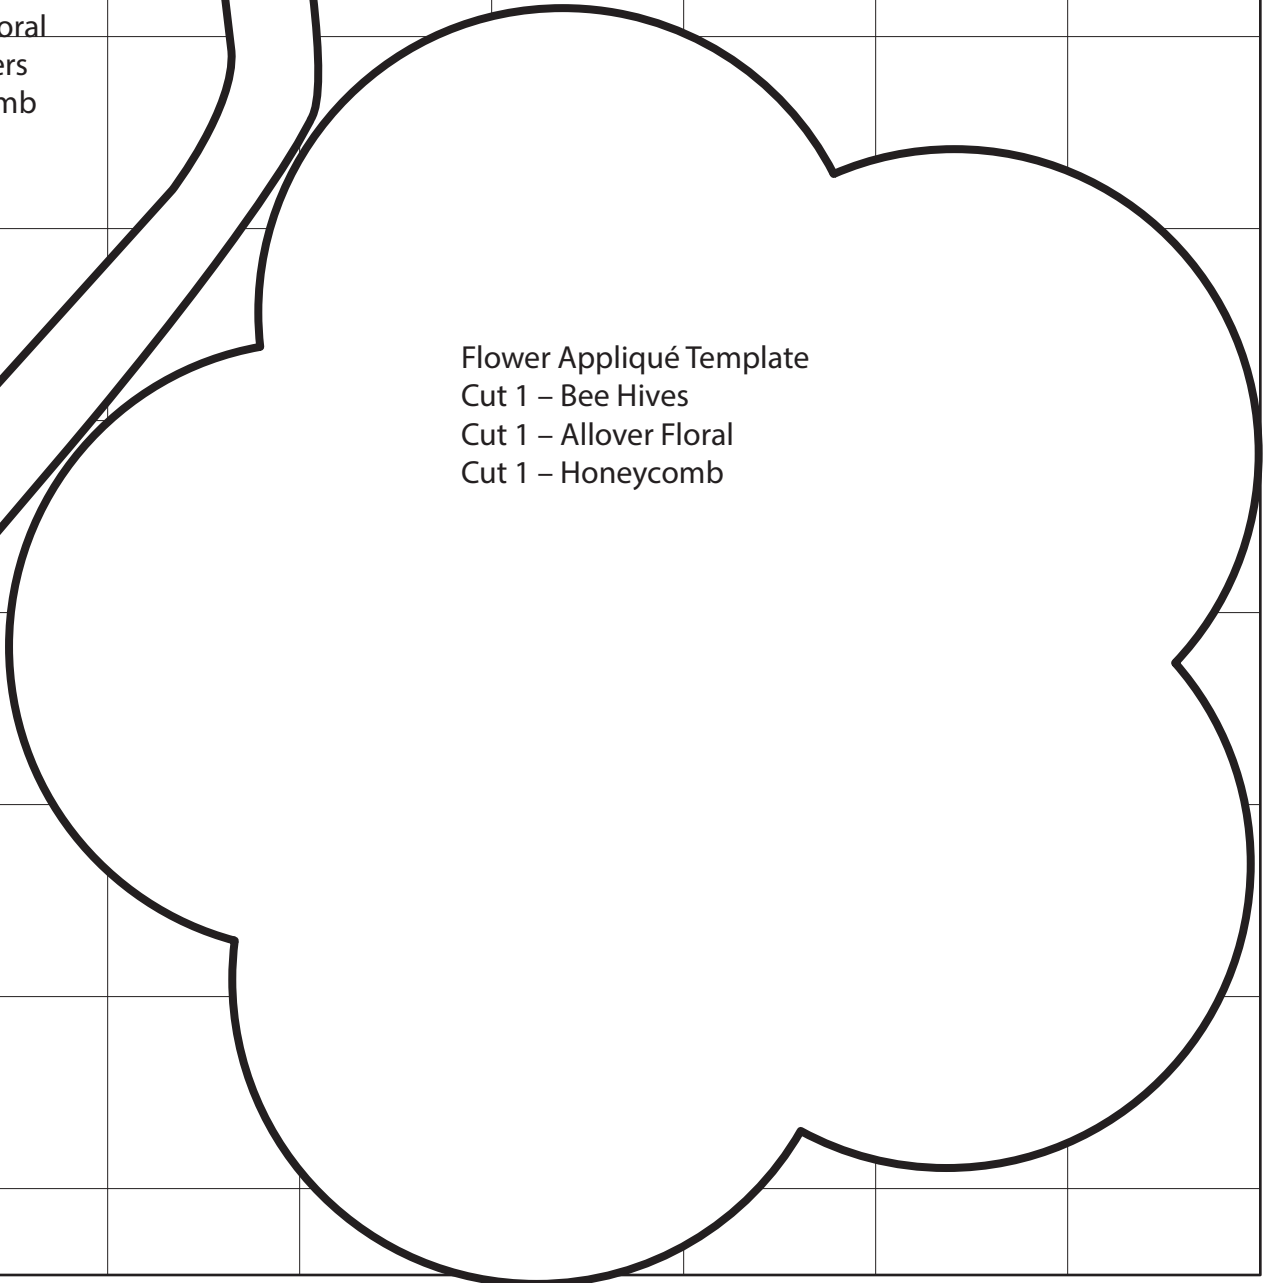 Flower Appliqué Template
Cut 1 – Bee Hives
Cut 1 – Allover Floral
Cut 1 – Honeycomb